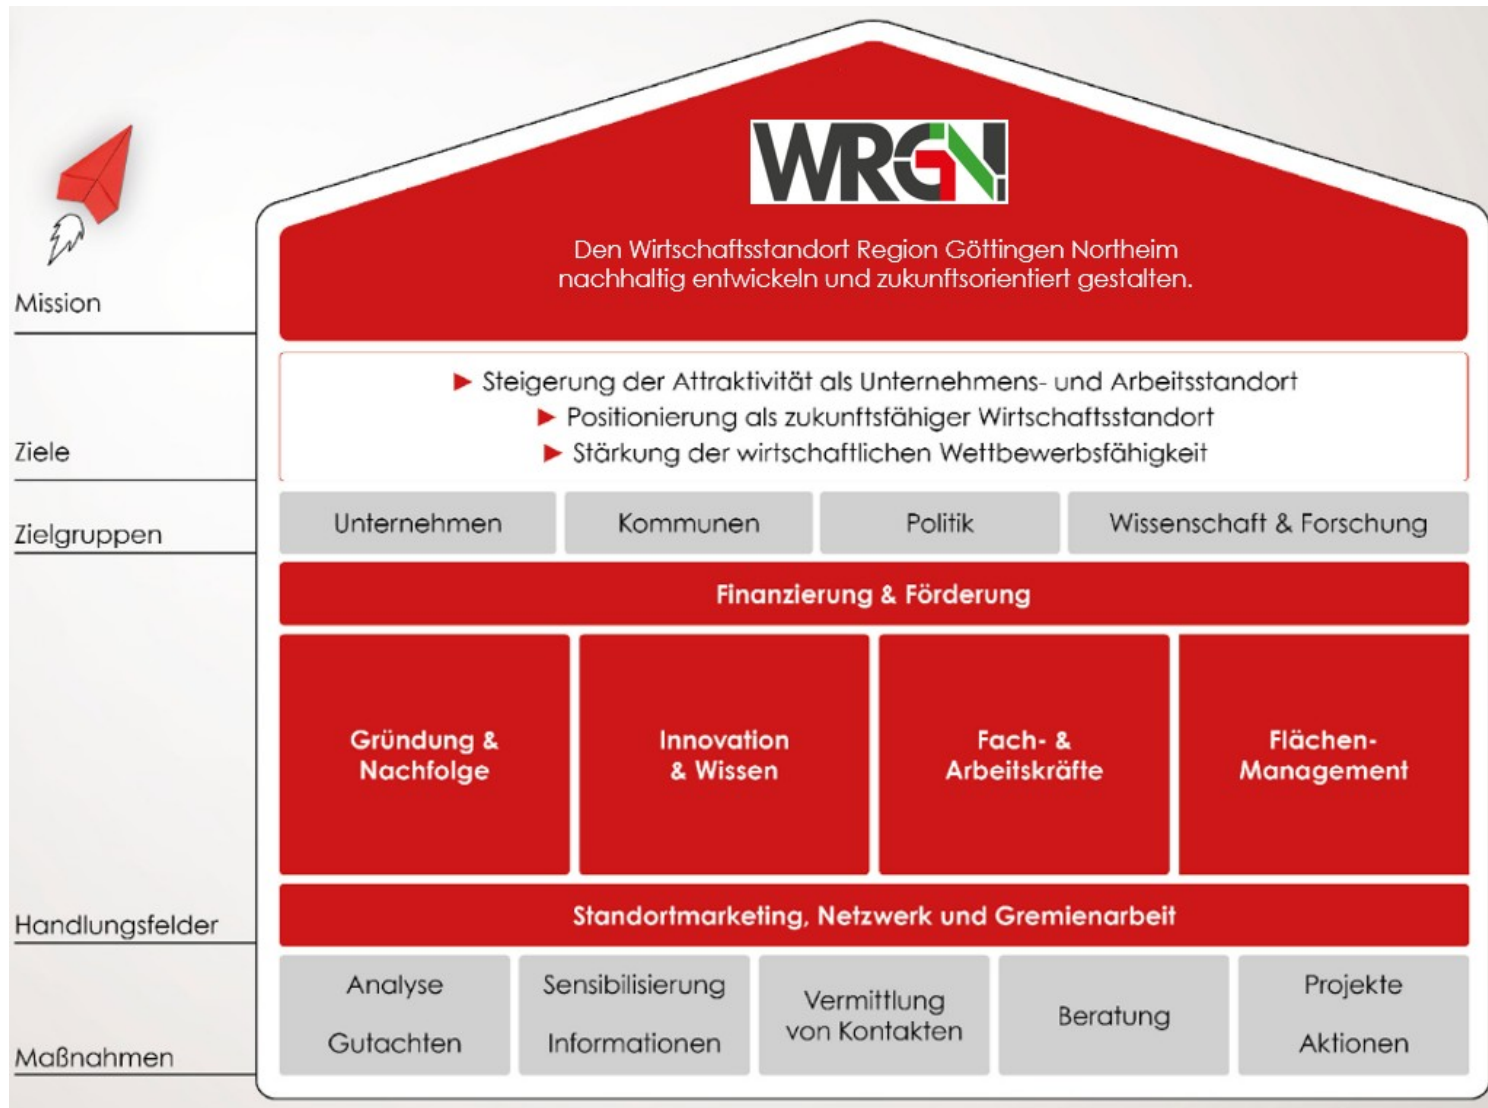 WRGN!
Den Wirtschaftsstandort Region Göttingen Northeim
nachhaltig entwickeln und zukunftsorientiert gestalten.
Mission
▶ Steigerung der Attraktivität als Unternehmens- und Arbeitsstandort
▶ Positionierung als zukunftsfähiger Wirtschaftsstandort
▶ Stärkung der wirtschaftlichen Wettbewerbsfähigkeit
Ziele
Zielgruppen
Unternehmen
Kommunen
Politik
Wissenschaft & Forschung
Finanzierung & Förderung
Gründung &
Nachfolge
Innovation
& Wissen
Fach- &
Arbeitskräfte
Flächen-
Management
Handlungsfelder
Standortmarketing, Netzwerk und Gremienarbeit
Maßnahmen
Analyse
Gutachten
Sensibilisierung
Informationen
Vermittlung
von Kontakten
Beratung
Projekte
Aktionen